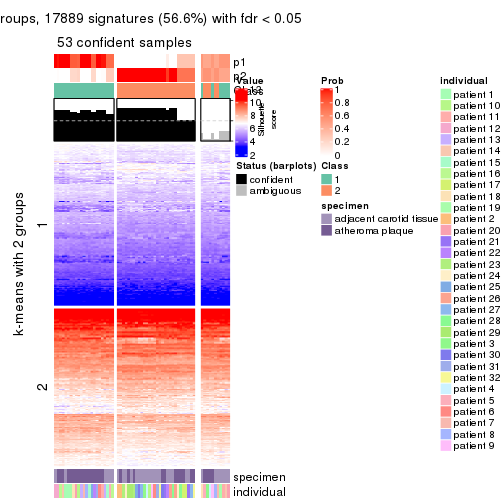 roups, 17889 signatures (56.6%) with fdr < 0.05
53 confident samples
p1
p2
Class
Silhouette
score
1
2
k-means with 2 groups
specimen
individual
Value
12
10
8
6
4
2
Status (barplots)
confident
ambiguous
Prob
1
0.8
0.6
0.4
0.2
0
Class
1
2
specimen
adjacent carotid tissue
atheroma plaque
individual
patient 1
patient 10
patient 11
patient 12
patient 13
patient 14
patient 15
patient 16
patient 17
patient 18
patient 19
patient 2
patient 20
patient 21
patient 22
patient 23
patient 24
patient 25
patient 26
patient 27
patient 28
patient 29
patient 3
patient 30
patient 31
patient 32
patient 4
patient 5
patient 6
patient 7
patient 8
patient 9